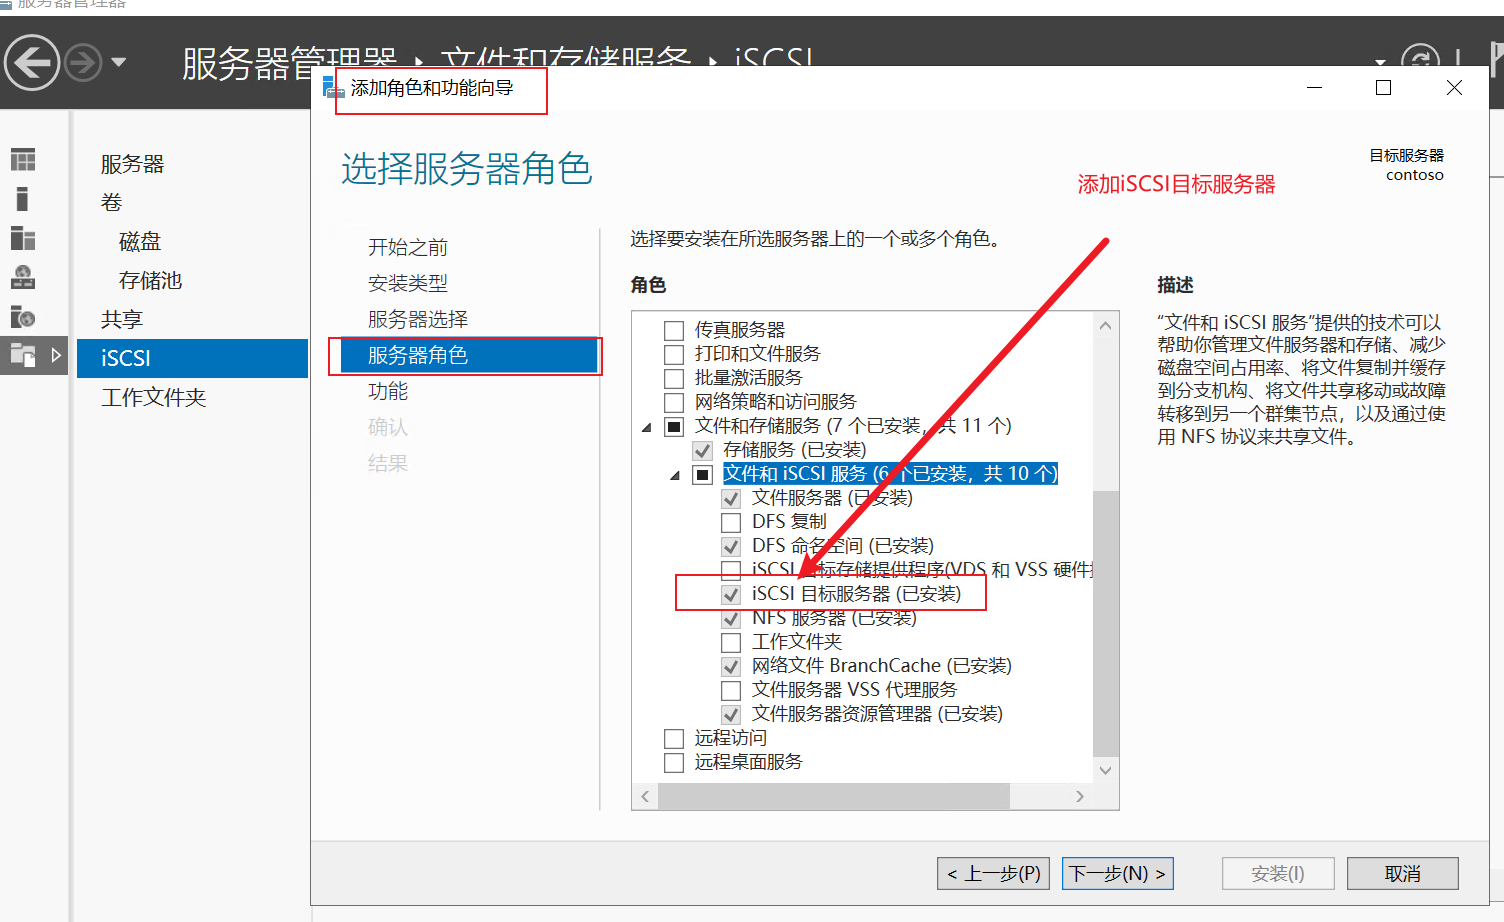 服务器管理器
服务器管理器 · 文件和存储服务 · iSCSI
添加角色和功能向导
选择服务器角色
目标服务器
contoso
添加iSCSI目标服务器
服务器
卷
磁盘
存储池
共享
iSCSI
工作文件夹
开始之前
安装类型
服务器选择
服务器角色
功能
确认
结果
选择要安装在所选服务器上的一个或多个角色。
角色
传真服务器
打印和文件服务
批量激活服务
网络策略和访问服务
文件和存储服务 (7 个已安装，共 11 个)
存储服务 (已安装)
文件和 iSCSI 服务 (6 个已安装，共 10 个)
文件服务器 (已安装)
DFS 复制
DFS 命名空间 (已安装)
iSCSI 目标存储提供程序(VDS 和 VSS 硬件
iSCSI 目标服务器 (已安装)
NFS 服务器 (已安装)
工作文件夹
网络文件 BranchCache (已安装)
文件服务器 VSS 代理服务
文件服务器资源管理器 (已安装)
远程访问
远程桌面服务
描述
“文件和 iSCSI 服务”提供的技术可以
帮助你管理文件服务器和存储、减少
磁盘空间占用率、将文件复制并缓存
到分支机构、将文件共享移动或故障
转移到另一个群集节点，以及通过使
用 NFS 协议来共享文件。
< 上一步(P)
下一步(N) >
安装(I)
取消